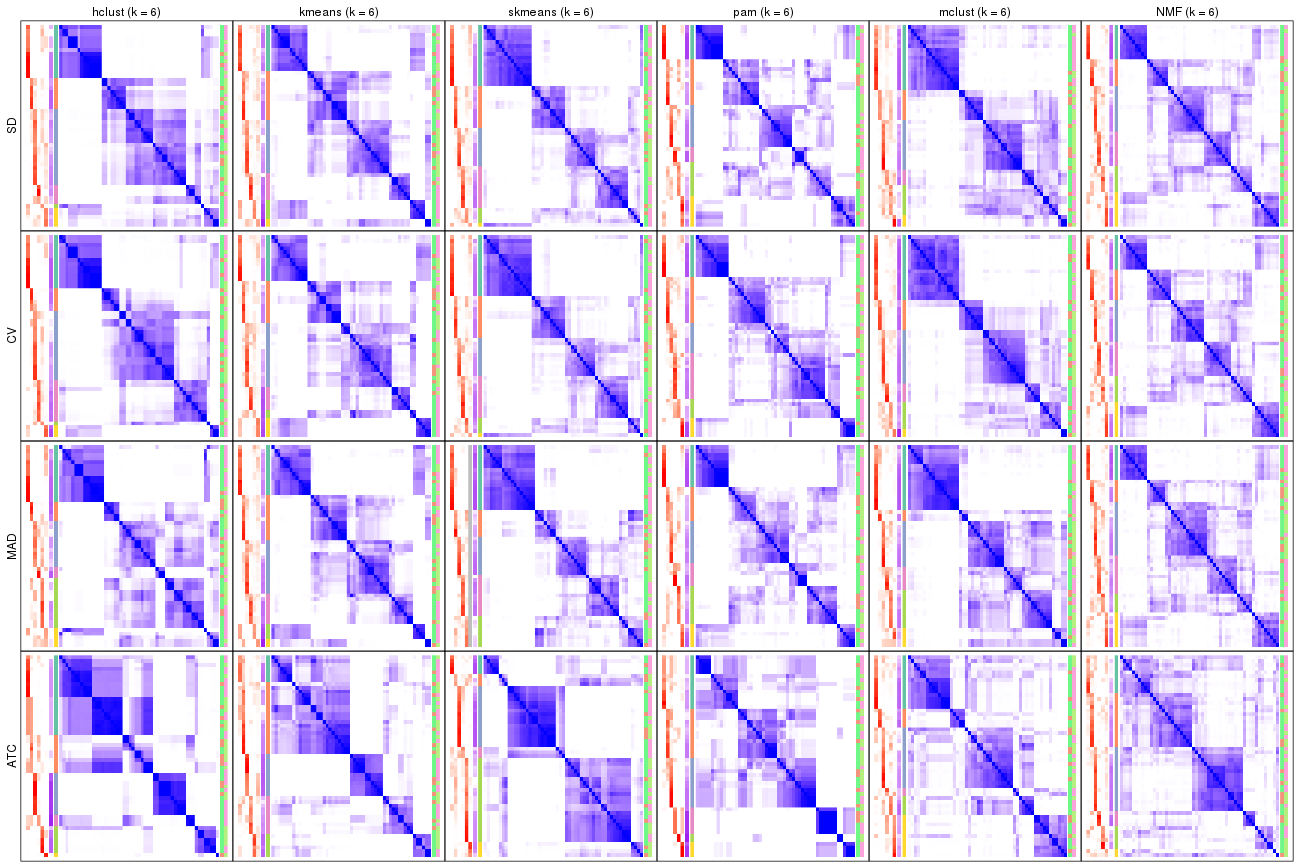 hclust (k = 6) kmeans (k = 6) skmeans (k = 6) pam (k = 6) mclust (k = 6) NMF (k = 6)
SD
CV
MAD
ATC